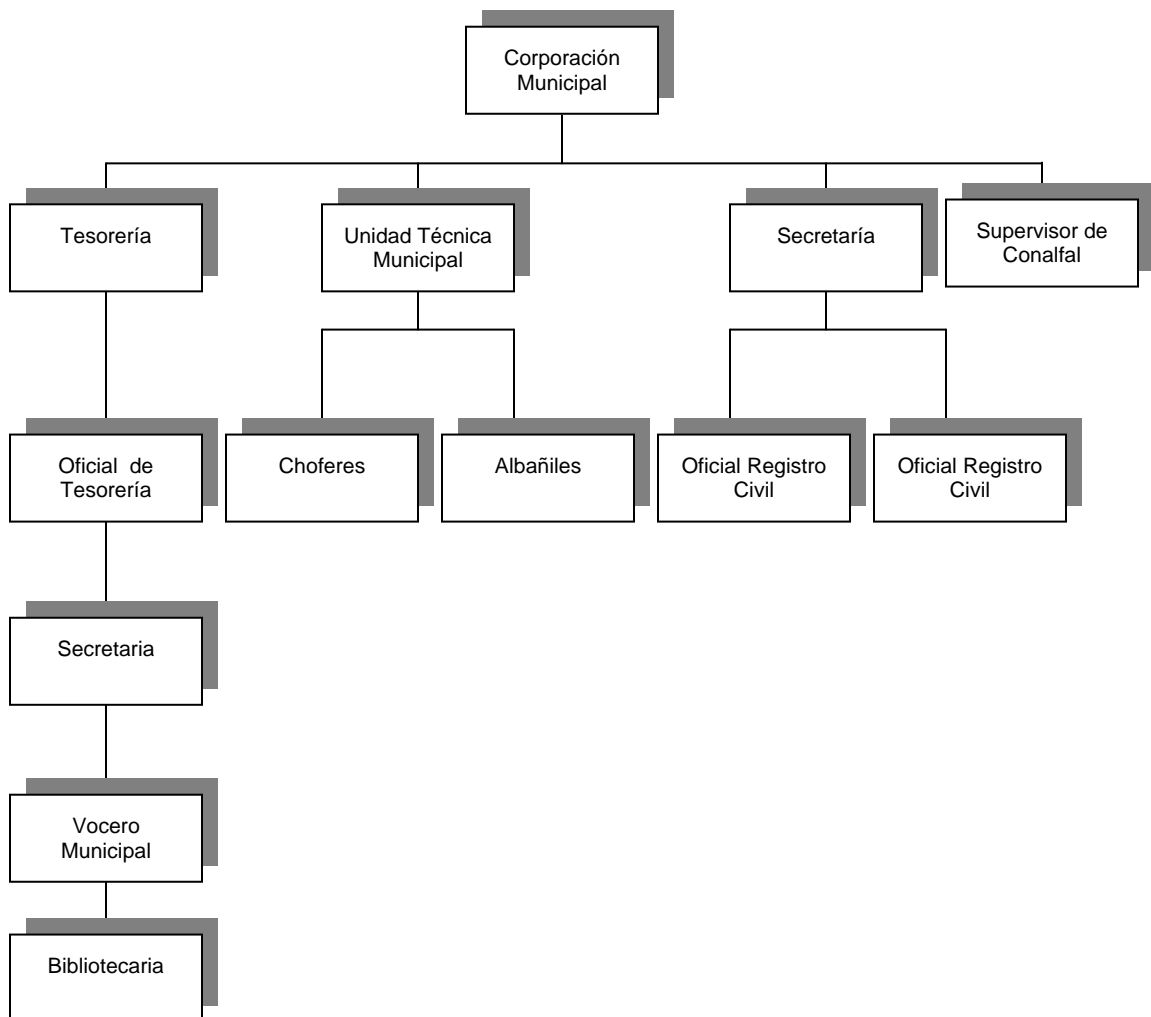 Corporación
Municipal
Tesorería
Unidad Técnica
Municipal
Secretaría
Supervisor de
Conalfal
Oficial de
Tesorería
Choferes
Albañiles
Oficial Registro
Civil
Oficial Registro
Civil
Secretaria
Vocero
Municipal
Bibliotecaria